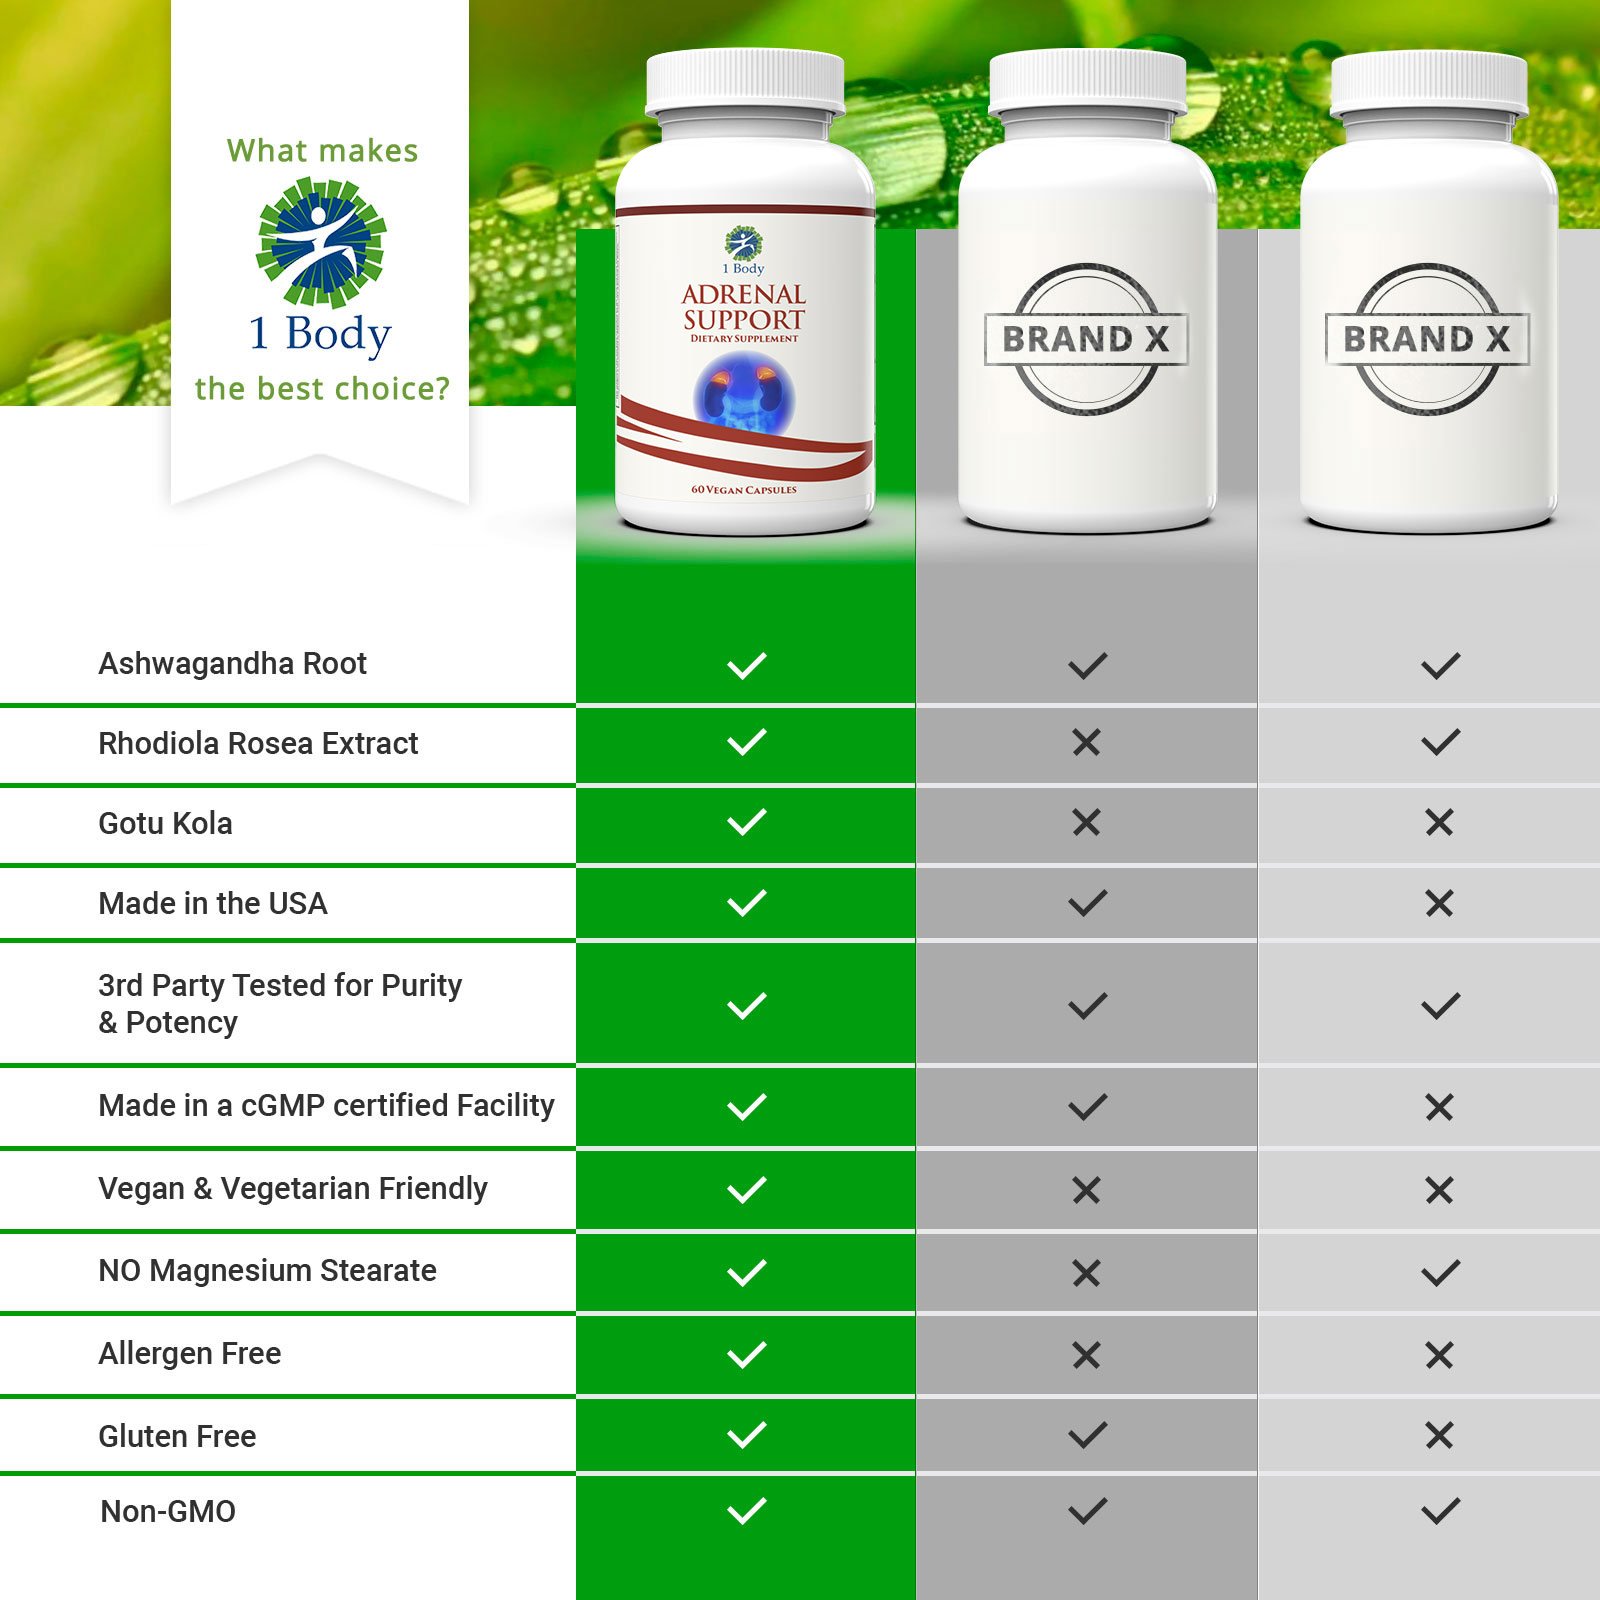 What makes
1 Body
the best choice?
1 Body
ADRENAL
SUPPORT
DIETARY SUPPLEMENT
60 VEGAN CAPSULES
BRAND X
BRAND X
Ashwagandha Root
Rhodiola Rosea Extract
Gotu Kola
Made in the USA
3rd Party Tested for Purity
& Potency
Made in a cGMP certified Facility
Vegan & Vegetarian Friendly
NO Magnesium Stearate
Allergen Free
Gluten Free
Non-GMO